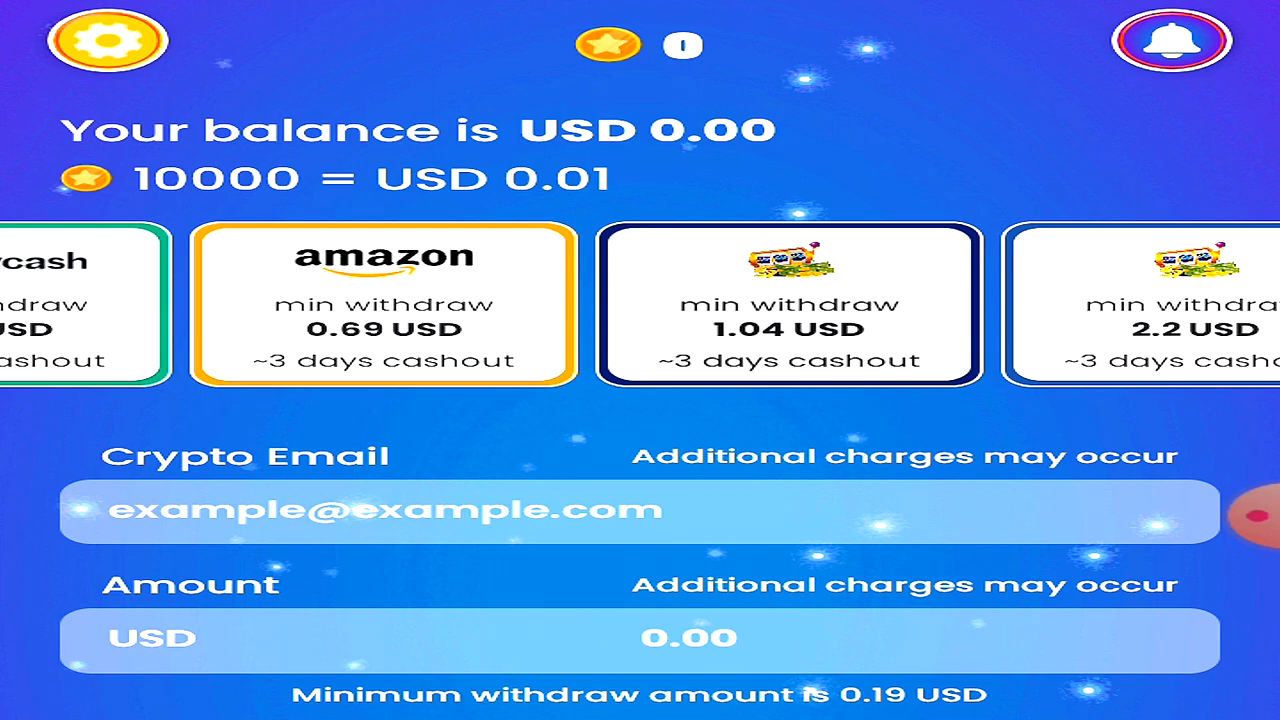 0
Your balance is USD 0.00
10000 = USD 0.01
cash
amazon
min withdraw
0.69 USD
~3 days cashout
min withdraw
1.04 USD
~3 days cashout
2.2 USD
Crypto Email
Additional charges may occur
example@example.com
Amount
Additional charges may occur
USD
0.00
Minimum withdraw amount is 0.19 USD